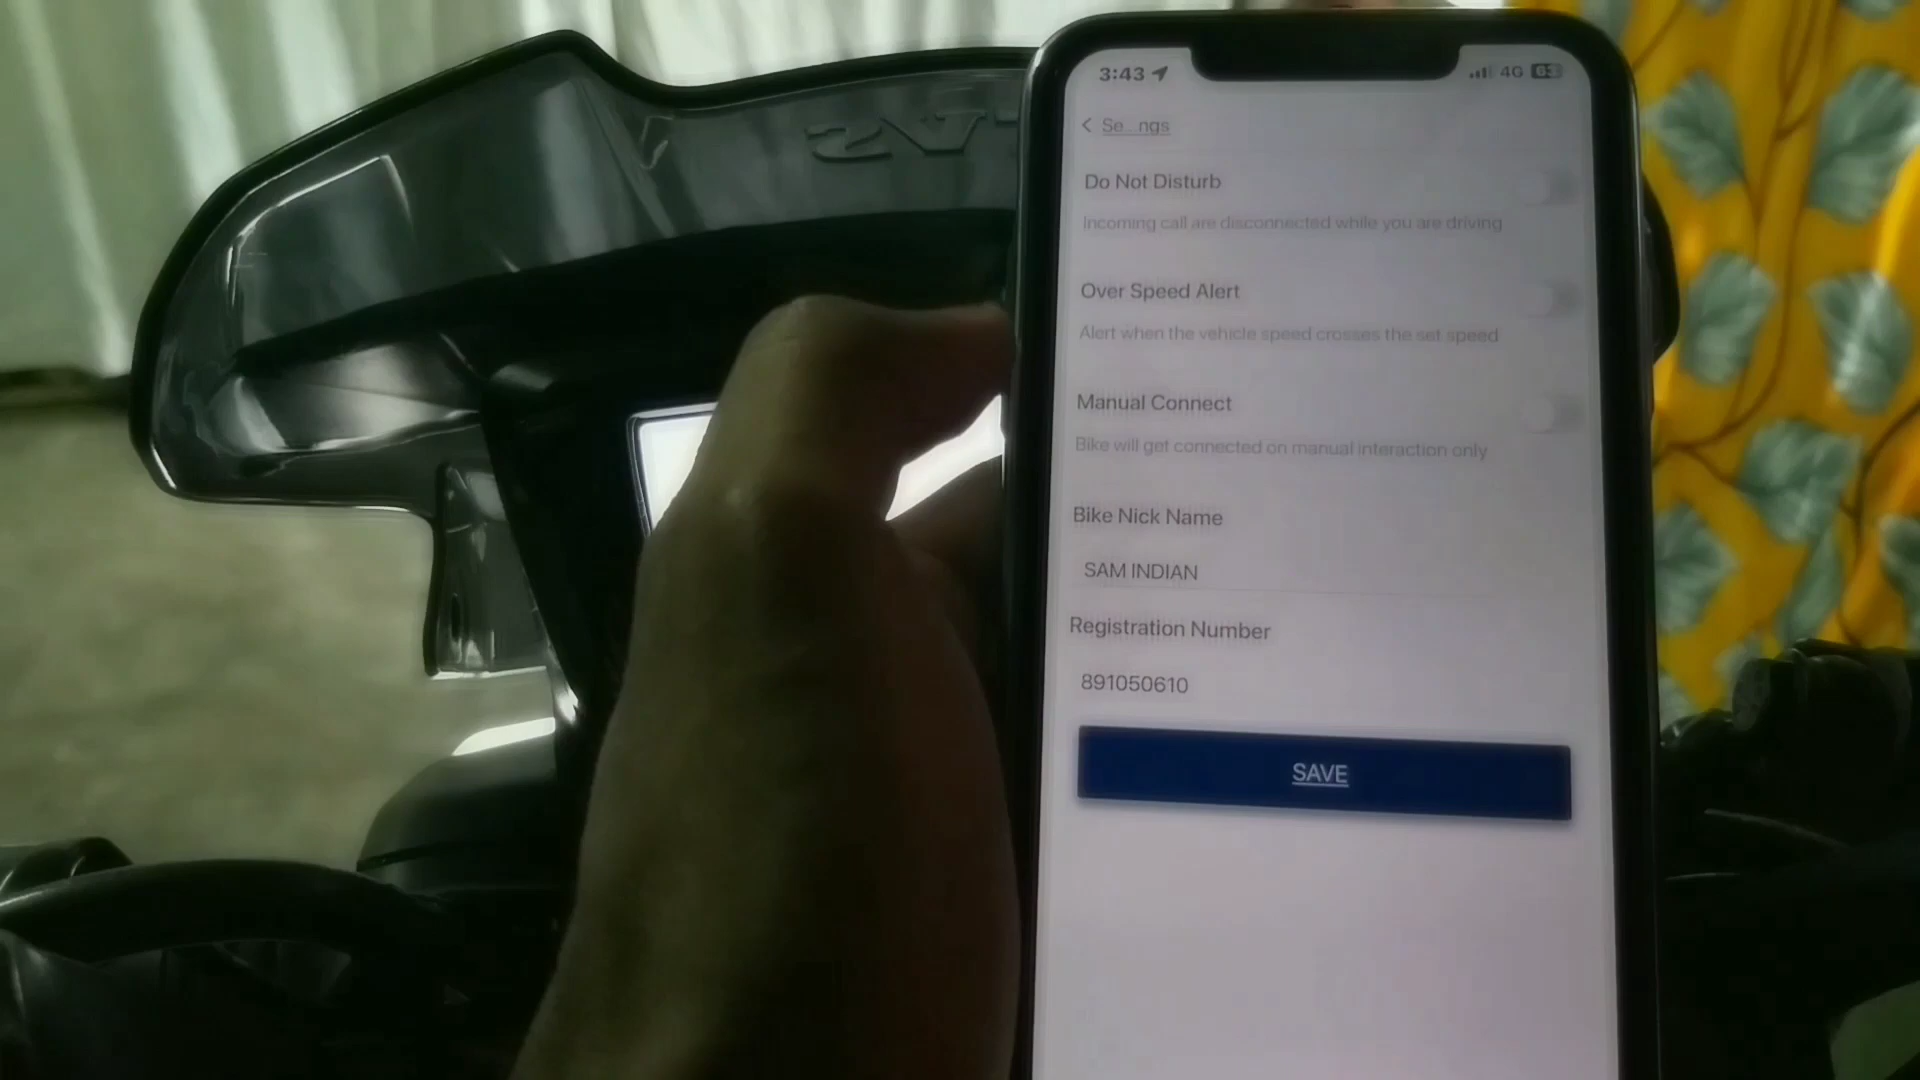 3:43
4G 63
Se...ngs
Do Not Disturb
Incoming call are disconnected while you are driving
Over Speed Alert
Alert when the vehicle speed crosses the set speed
Manual Connect
Bike will get connected on manual interaction only
Bike Nick Name
SAM INDIAN
Registration Number
891050610
SAVE